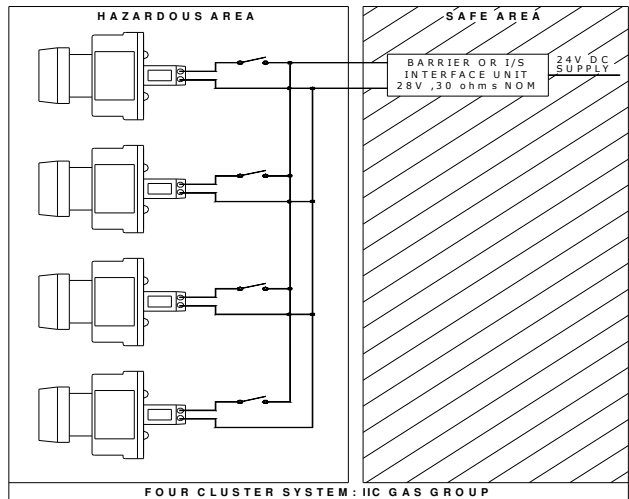 HAZARDOUS AREA
SAFE AREA
BARRIER OR I/S
INTERFACE UNIT
28V ,30 ohms NOM
24V DC
SUPPLY
FOUR CLUSTER SYSTEM: IIC GAS GROUP